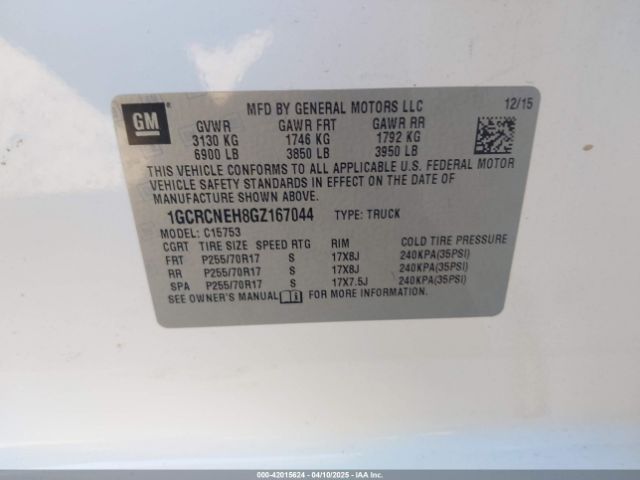 GM
MFD BY GENERAL MOTORS LLC 12/15
GVWR GAWR FRT GAWR RR
3130 KG 1746 KG 1792 KG
6900 LB 3850 LB 3950 LB
THIS VEHICLE CONFORMS TO ALL APPLICABLE U.S. FEDERAL MOTOR
VEHICLE SAFETY STANDARDS IN EFFECT ON THE DATE OF
MANUFACTURE SHOWN ABOVE.
1GCRCNEH8GZ167044 TYPE: TRUCK
MODEL: C15753
CGRT TIRE SIZE SPEED RTG RIM COLD TIRE PRESSURE
FRT P255/70R17 S 17X8J 240KPA(35PSI)
RR P255/70R17 S 17X8J 240KPA(35PSI)
SPA P255/70R17 S 17X7.5J 240KPA(35PSI)
SEE OWNER'S MANUAL FOR MORE INFORMATION.
000-42015624 - 04/10/2025 - IAAI.CA